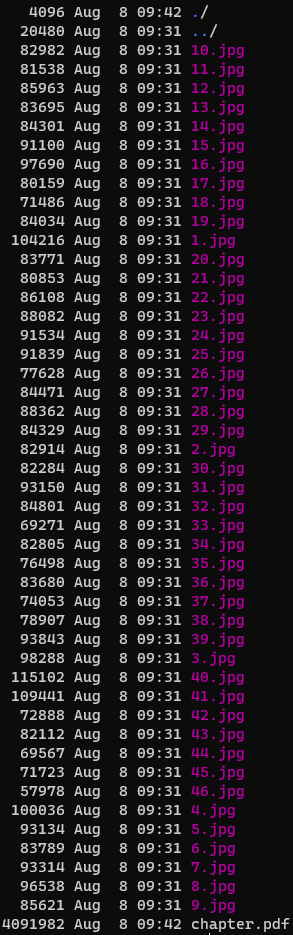 4096 Aug  8 09:42 ./
20480 Aug  8 09:31 ../
82982 Aug  8 09:31 10.jpg
81538 Aug  8 09:31 11.jpg
85963 Aug  8 09:31 12.jpg
83695 Aug  8 09:31 13.jpg
84301 Aug  8 09:31 14.jpg
91100 Aug  8 09:31 15.jpg
97690 Aug  8 09:31 16.jpg
80159 Aug  8 09:31 17.jpg
71486 Aug  8 09:31 18.jpg
84034 Aug  8 09:31 19.jpg
104216 Aug  8 09:31 1.jpg
83771 Aug  8 09:31 20.jpg
80853 Aug  8 09:31 21.jpg
86108 Aug  8 09:31 22.jpg
88082 Aug  8 09:31 23.jpg
91534 Aug  8 09:31 24.jpg
91839 Aug  8 09:31 25.jpg
77628 Aug  8 09:31 26.jpg
84471 Aug  8 09:31 27.jpg
88362 Aug  8 09:31 28.jpg
84329 Aug  8 09:31 29.jpg
82914 Aug  8 09:31 2.jpg
82284 Aug  8 09:31 30.jpg
93150 Aug  8 09:31 31.jpg
84801 Aug  8 09:31 32.jpg
69271 Aug  8 09:31 33.jpg
82805 Aug  8 09:31 34.jpg
76498 Aug  8 09:31 35.jpg
83680 Aug  8 09:31 36.jpg
74053 Aug  8 09:31 37.jpg
78907 Aug  8 09:31 38.jpg
93843 Aug  8 09:31 39.jpg
98288 Aug  8 09:31 3.jpg
115102 Aug  8 09:31 40.jpg
109441 Aug  8 09:31 41.jpg
72888 Aug  8 09:31 42.jpg
82112 Aug  8 09:31 43.jpg
69567 Aug  8 09:31 44.jpg
71723 Aug  8 09:31 45.jpg
57978 Aug  8 09:31 46.jpg
100036 Aug  8 09:31 4.jpg
93134 Aug  8 09:31 5.jpg
83789 Aug  8 09:31 6.jpg
93314 Aug  8 09:31 7.jpg
96538 Aug  8 09:31 8.jpg
85621 Aug  8 09:31 9.jpg
4091982 Aug  8 09:42 chapter.pdf